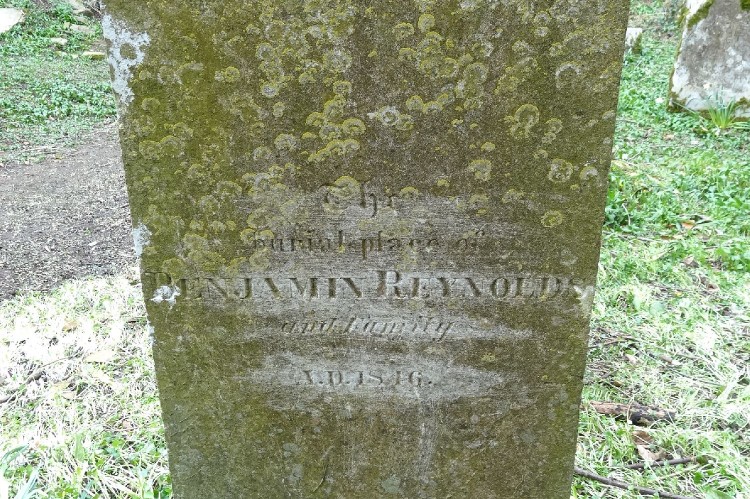 The
burial place of
BENJAMIN REYNOLDS
and Family
A.D. 1846.